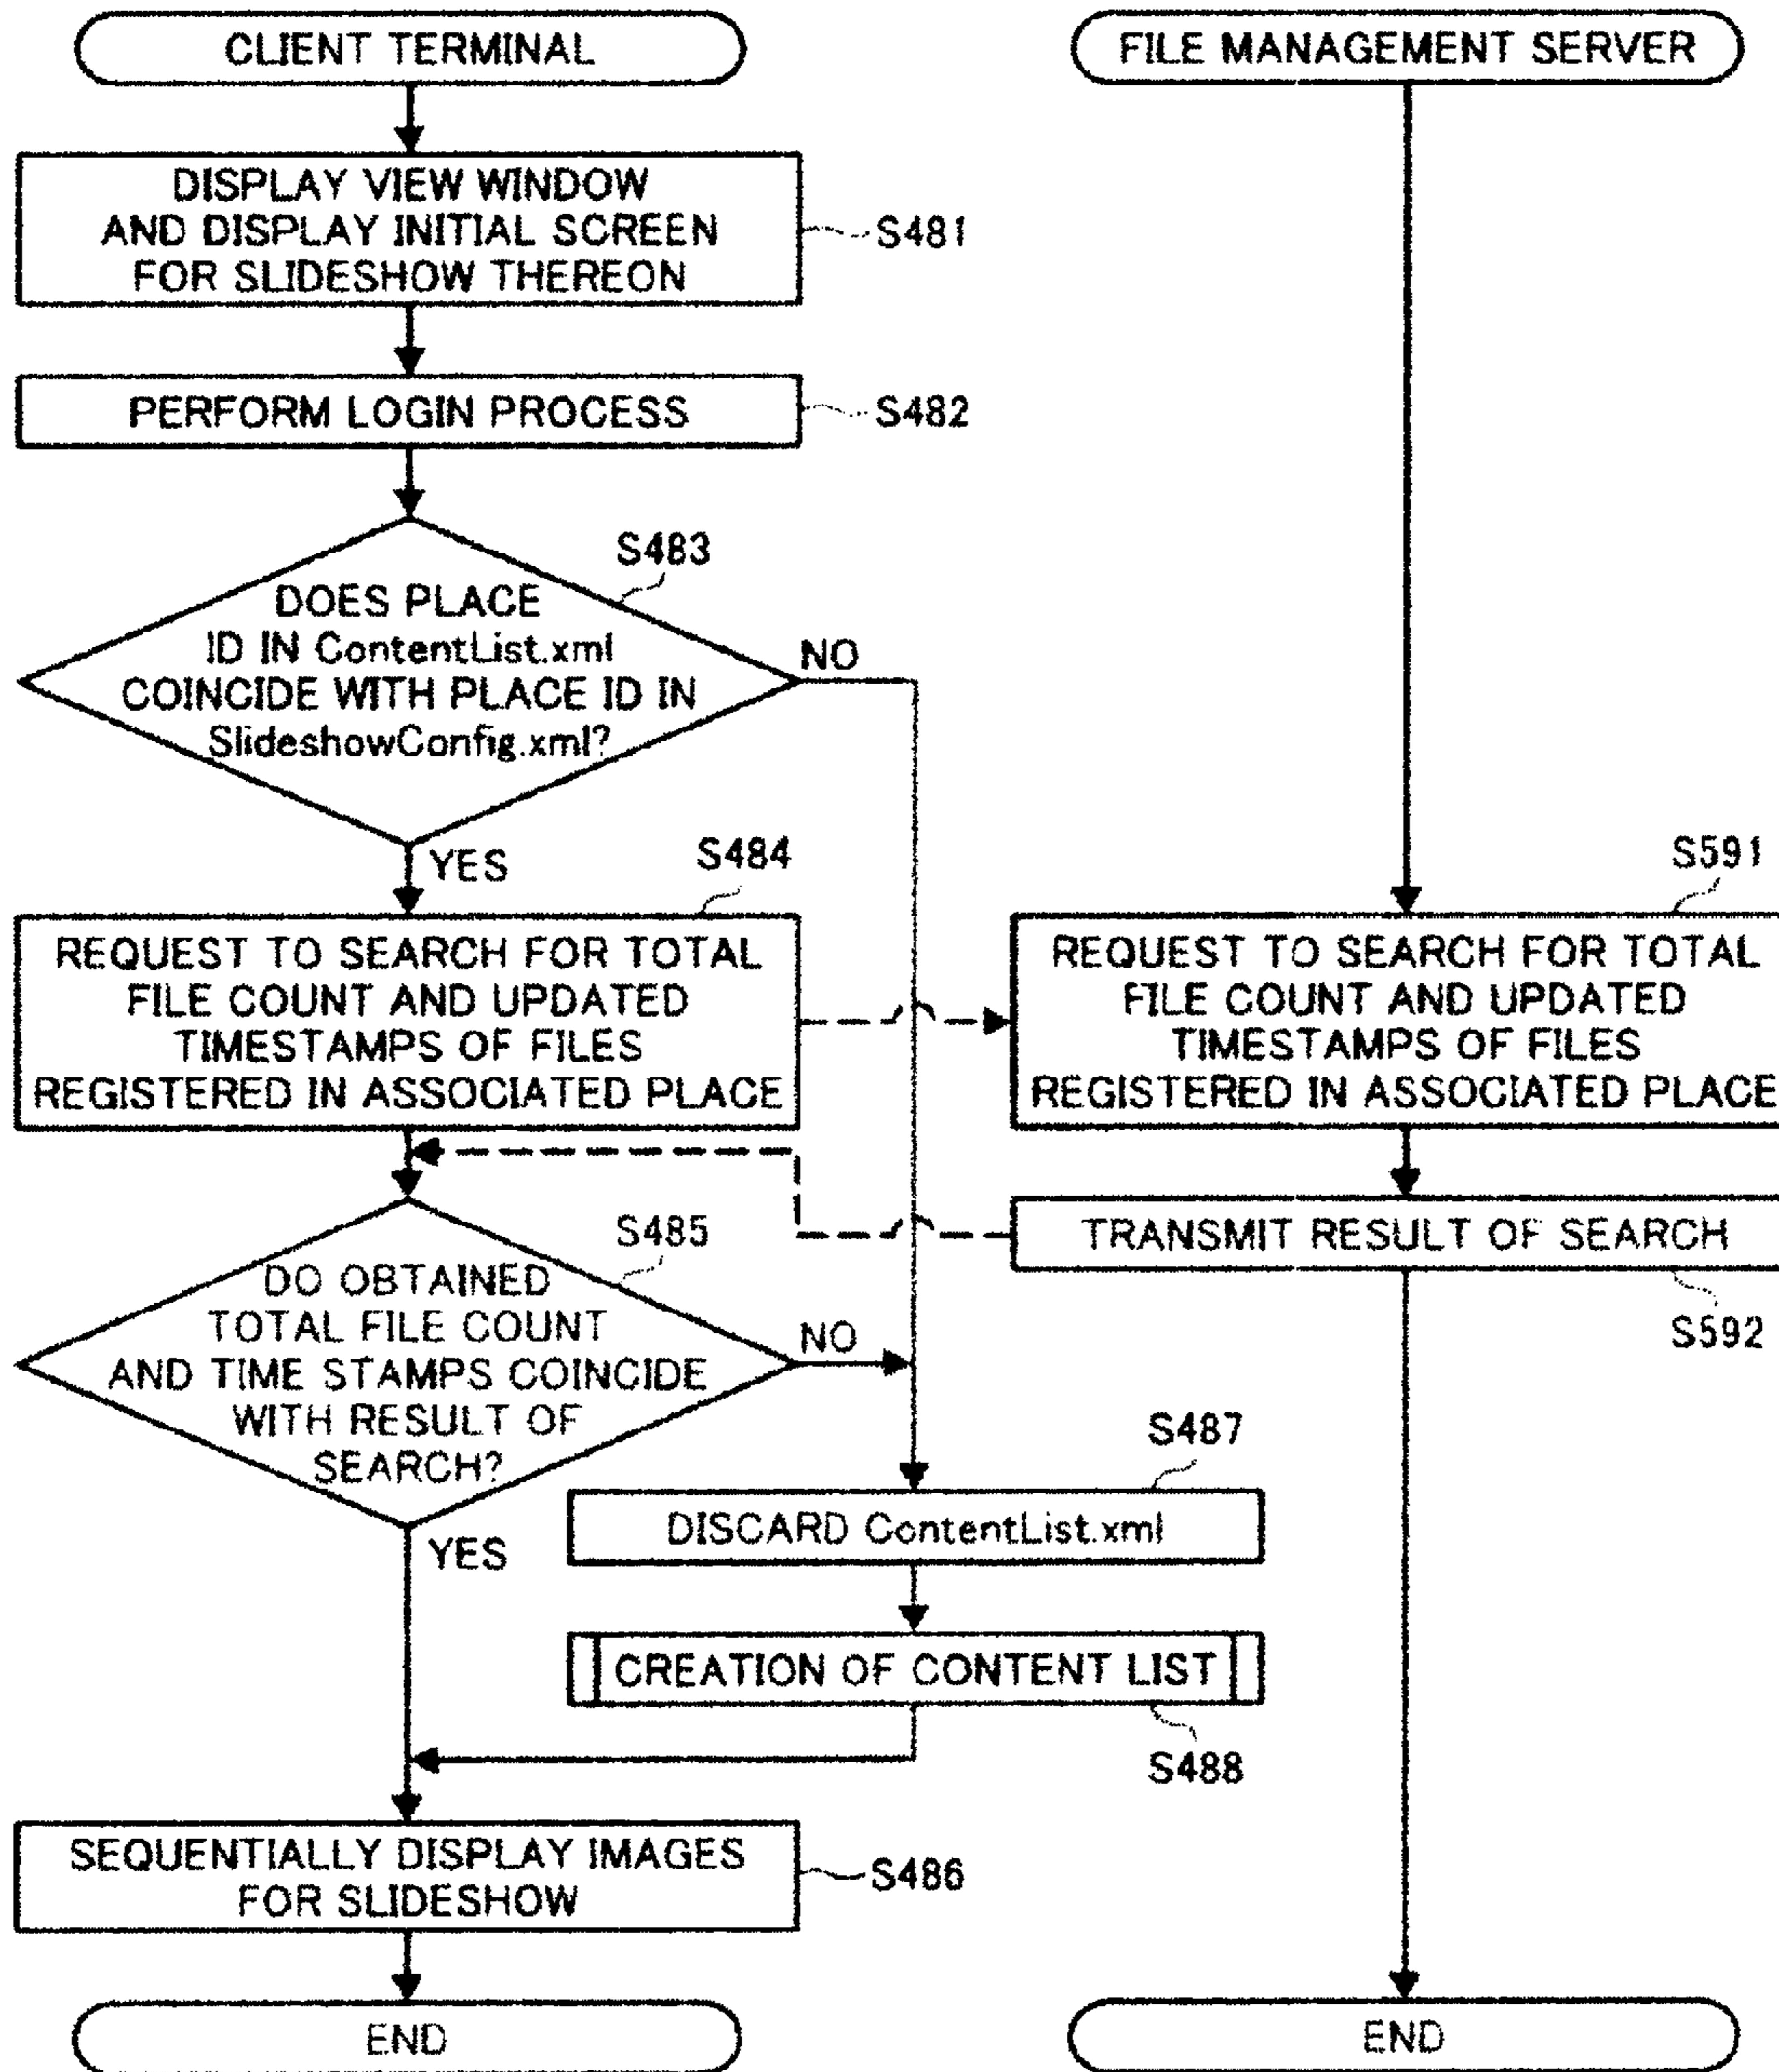 CLIENT TERMINAL
FILE MANAGEMENT SERVER
DISPLAY VIEW WINDOW
AND DISPLAY INITIAL SCREEN
FOR SLIDESHOW THEREON
S481
PERFORM LOGIN PROCESS
S482
S483
DOES PLACE
ID IN ContentList.xml
COINCIDE WITH PLACE ID IN
SlideshowConfig.xml?
NO
YES
S484
REQUEST TO SEARCH FOR TOTAL
FILE COUNT AND UPDATED
TIMESTAMPS OF FILES
REGISTERED IN ASSOCIATED PLACE
S591
REQUEST TO SEARCH FOR TOTAL
FILE COUNT AND UPDATED
TIMESTAMPS OF FILES
REGISTERED IN ASSOCIATED PLACE
TRANSMIT RESULT OF SEARCH
S592
S485
DO OBTAINED
TOTAL FILE COUNT
AND TIME STAMPS COINCIDE
WITH RESULT OF
SEARCH?
NO
YES
S487
DISCARD ContentList.xml
CREATION OF CONTENT LIST
S488
SEQUENTIALLY DISPLAY IMAGES
FOR SLIDESHOW
S486
END
END